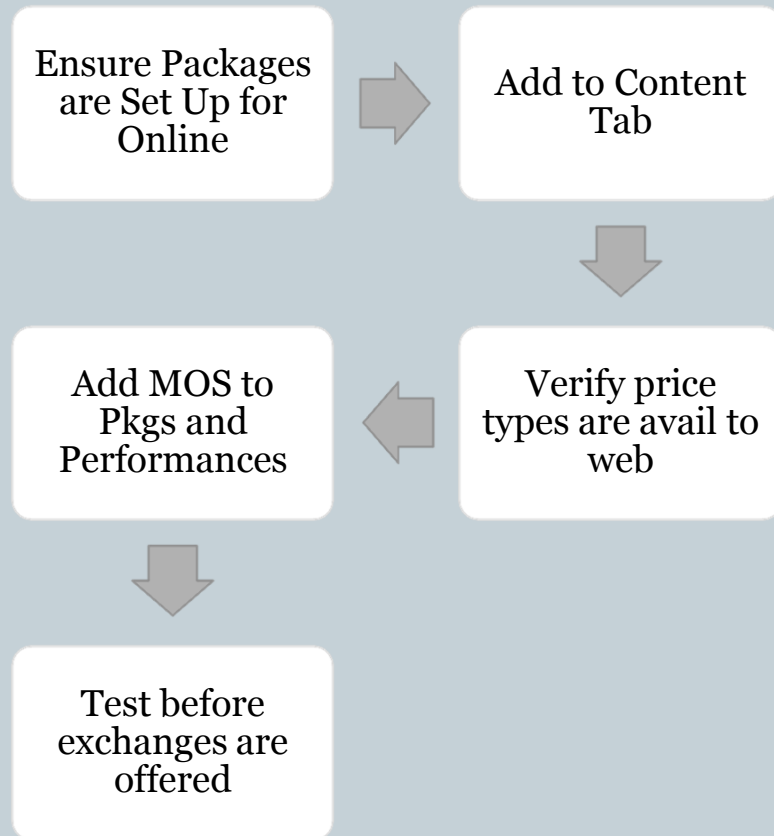 Ensure Packages
are Set Up for
Online
Add to Content
Tab
Verify price
types are avail to
web
Add MOS to
Pkgs and
Performances
Test before
exchanges are
offered